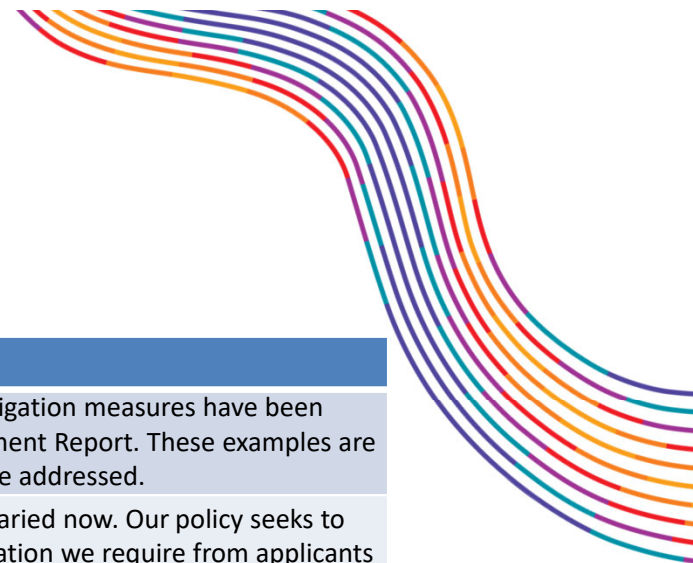 igation measures have been
ment Report. These examples are
e addressed.
aried now. Our policy seeks to
ation we require from applicants